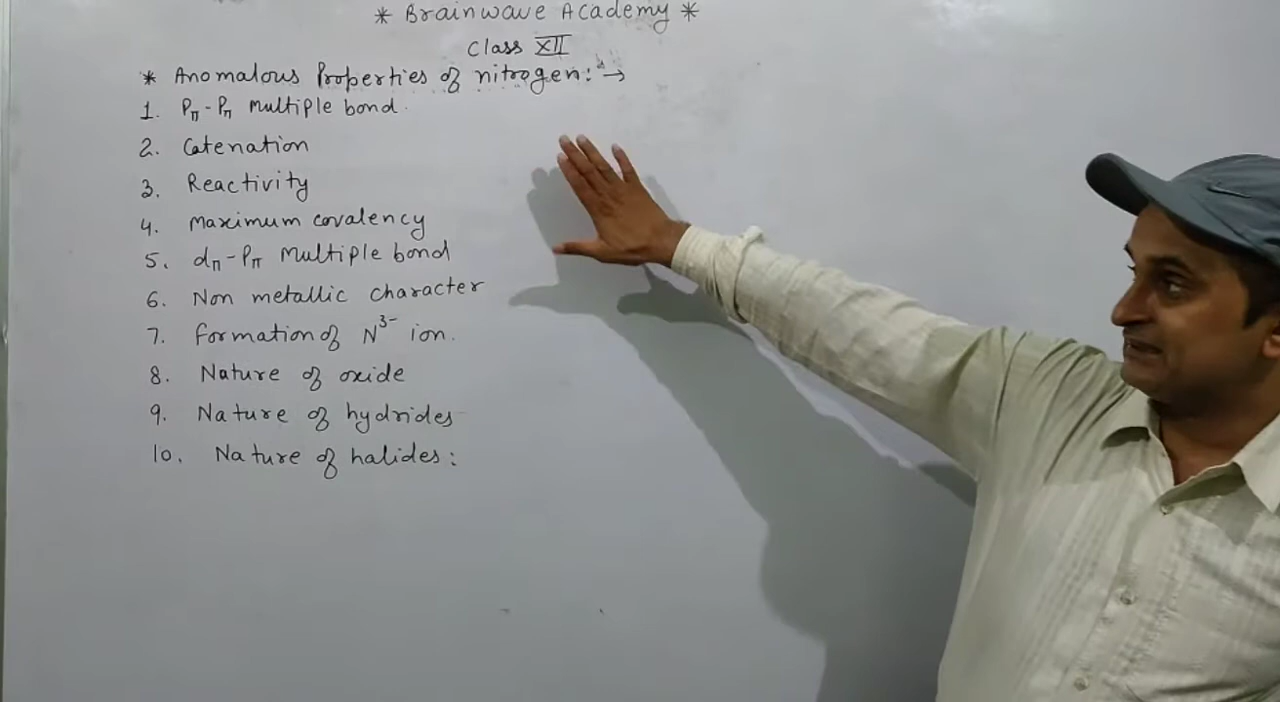 * Brainwave Academy *
Class XII
* Anomalous Properties of nitrogen: →
1. Pπ-Pπ Multiple bond
2. Catenation
3. Reactivity
4. Maximum covalency
5. dπ-Pπ Multiple bond
6. Non metallic character
7. Formation of N³⁻ ion.
8. Nature of oxide
9. Nature of hydrides
10. Nature of halides: